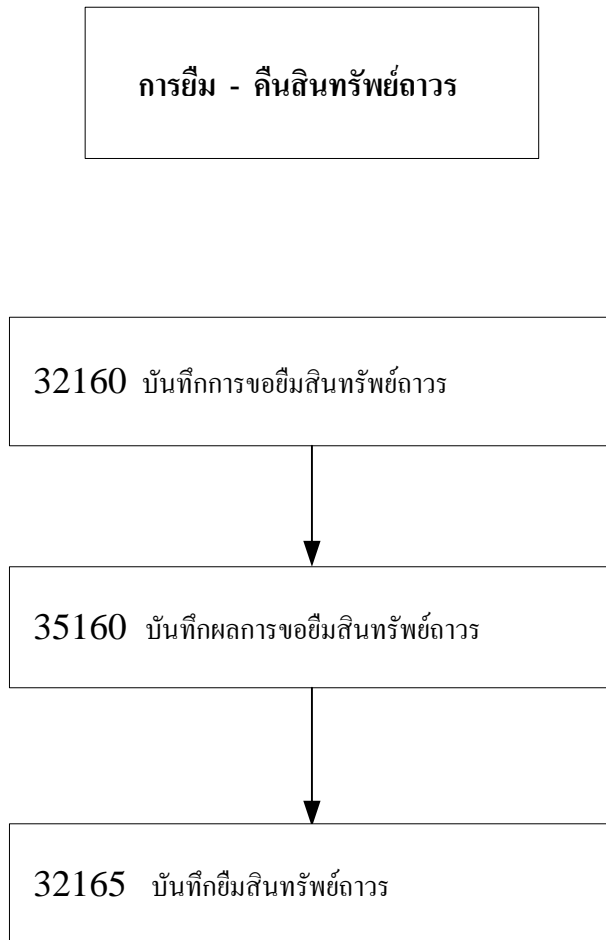 การยืม - คืนสินทรัพย์ถาวร
32160 บันทึกการขอยืมสินทรัพย์ถาวร
35160 บันทึกผลการขอยืมสินทรัพย์ถาวร
32165 บันทึกยืมสินทรัพย์ถาวร